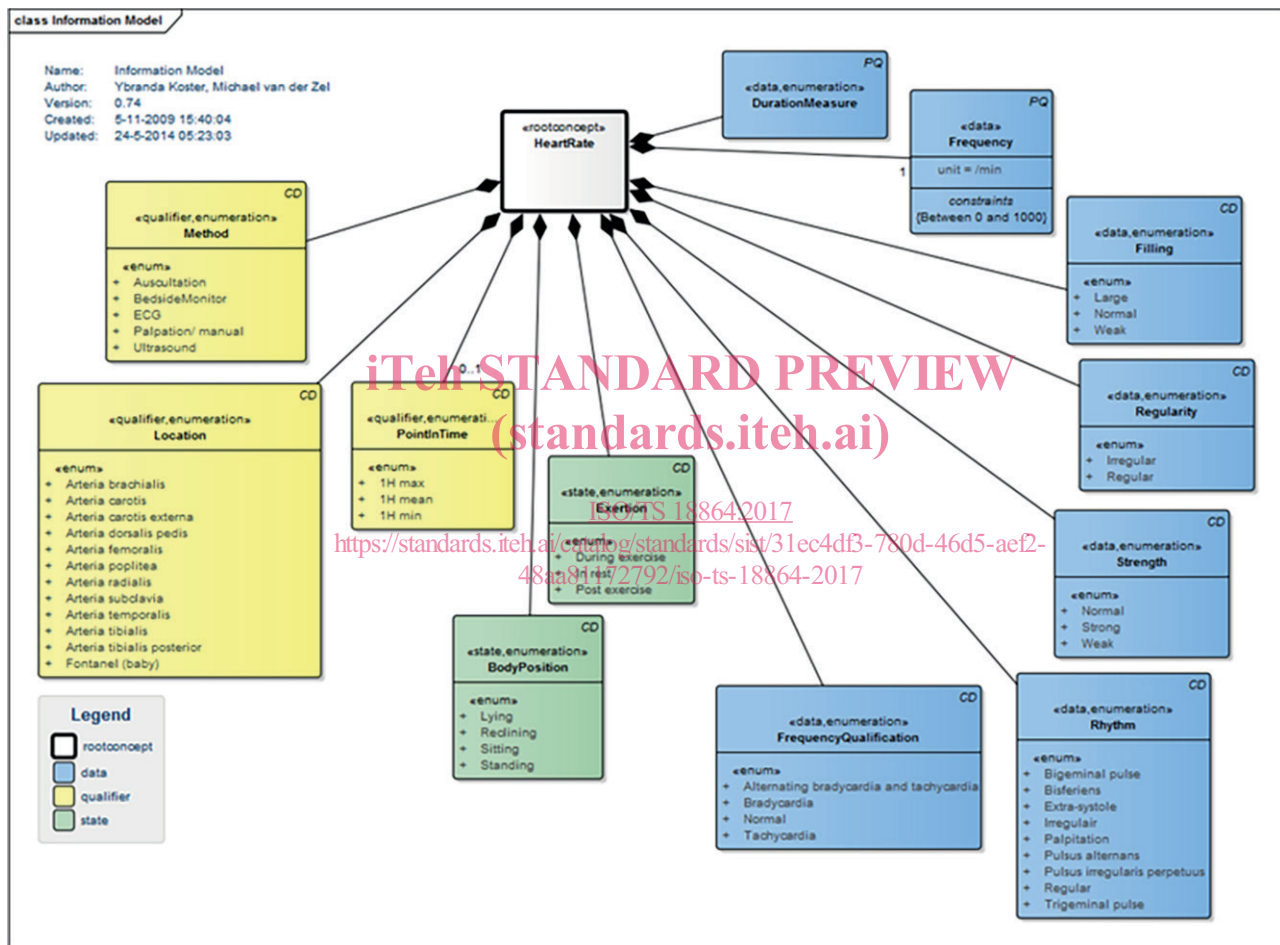 class Information Model
Name: Information Model
Author: Ybranda Koster, Michael van der Zel
Version: 0.74
Created: 5-11-2009 15:40:04
Updated: 24-5-2014 05:23:03
«rootconcept»
HeartRate
PQ
«data,enumeration»
DurationMeasure
PQ
«data»
Frequency
unit = /min
constraints
{Between 0 and 1000}
1
CD
«qualifier,enumeration»
Method
«enum»
+ Auscultation
+ BedsideMonitor
+ ECG
+ Palpation/ manual
+ Ultrasound
CD
«data,enumeration»
Filling
«enum»
+ Large
+ Normal
+ Weak
CD
«qualifier,enumeration»
Location
«enum»
+ Arteria brachialis
+ Arteria carotis
+ Arteria carotis externa
+ Arteria dorsalis pedis
+ Arteria femoralis
+ Arteria poplitea
+ Arteria radialis
+ Arteria subclavia
+ Arteria temporalis
+ Arteria tibialis
+ Arteria tibialis posterior
+ Fontanel (baby)
0..1
CD
«qualifier,enumerati...
PointInTime
«enum»
+ 1H max
+ 1H mean
+ 1H min
iTeh STANDARD PREVIEW
(standards.iteh.ai)
ISO/TS 18864:2017
https://standards.iteh.ai/catalog/standards/sist/31ec4df3-780d-46d5-aef2-
48aa81172792/iso-ts-18864-2017
CD
«state,enumeration»
Exertion
«enum»
+ During exercise
+ In rest
+ Post exercise
CD
«data,enumeration»
Regularity
«enum»
+ Irregular
+ Regular
CD
«data,enumeration»
Strength
«enum»
+ Normal
+ Strong
+ Weak
CD
«state,enumeration»
BodyPosition
«enum»
+ Lying
+ Reclining
+ Sitting
+ Standing
CD
«data,enumeration»
FrequencyQualification
«enum»
+ Alternating bradycardia and tachycardia
+ Bradycardia
+ Normal
+ Tachycardia
CD
«data,enumeration»
Rhythm
«enum»
+ Bigeminal pulse
+ Bisferiens
+ Extra-systole
+ Irregulair
+ Palpitation
+ Pulsus alternans
+ Pulsus irregularis perpetuus
+ Regular
+ Trigeminal pulse
Legend
rootconcept
data
qualifier
state